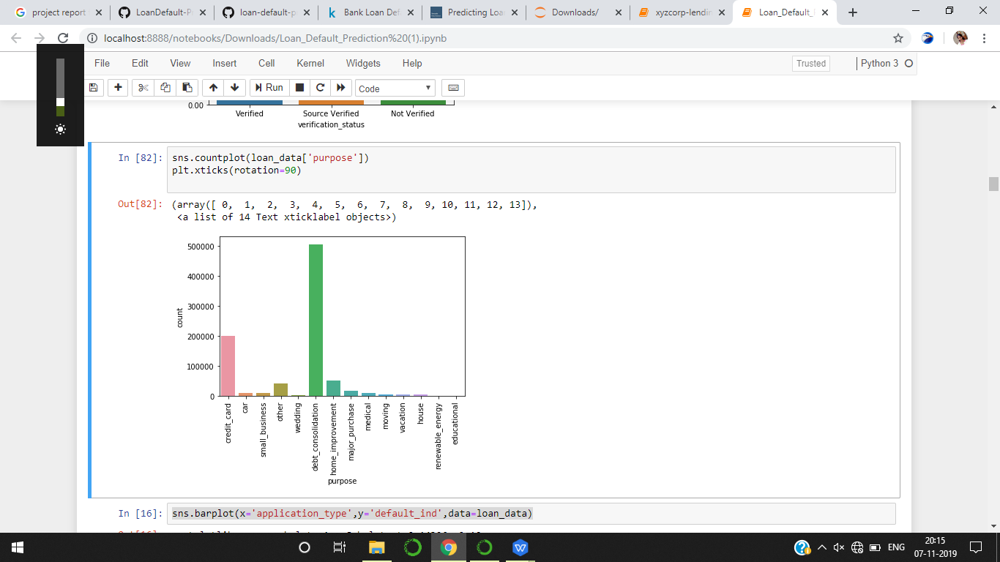 project report
LoanDefault-P
loan-default-p
Bank Loan Def
Predicting Loa
Downloads/
xyzcorp-lendin
Loan_Default_
localhost:8888/notebooks/Downloads/Loan_Default_Prediction%20(1).ipynb
File Edit View Insert Cell Kernel Widgets Help Trusted Python 3
Run Code
0.00
Verified Source Verified Not Verified
verification_status
In [82]: sns.countplot(loan_data['purpose'])
plt.xticks(rotation=90)
Out[82]: (array([ 0, 1, 2, 3, 4, 5, 6, 7, 8, 9, 10, 11, 12, 13]),
<a list of 14 Text xticklabel objects>)
500000
400000
300000
200000
100000
0
count
credit_card
car
small_business
other
wedding
debt_consolidation
home_improvement
major_purchase
medical
moving
vacation
house
renewable_energy
educational
purpose
In [16]: sns.barplot(x='application_type',y='default_ind',data=loan_data)
ENG
20:15
07-11-2019